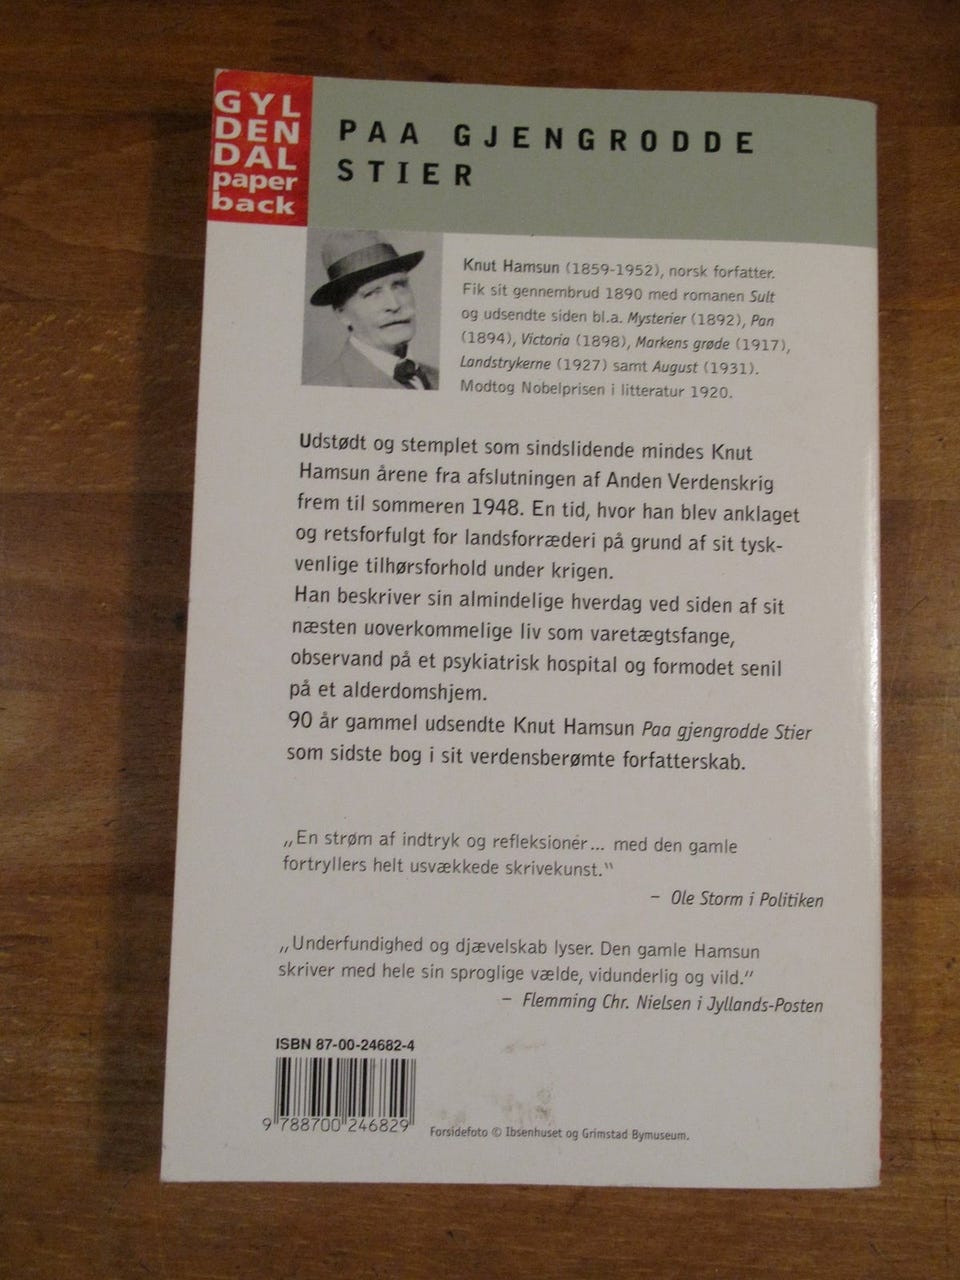 GYL
DEN
DAL
paper
back
PAA GJENGRODDE
STIER
Knut Hamsun (1859-1952), norsk forfatter.
Fik sit gennembrud 1890 med romanen Sult
og udsendte siden bl.a. Mysterier (1892), Pan
(1894), Victoria (1898), Markens grøde (1917),
Landstrykerne (1927) samt August (1931).
Modtog Nobelprisen i litteratur 1920.
Udstødt og stemplet som sindslidende mindes Knut
Hamsun årene fra afslutningen af Anden Verdenskrig
frem til sommeren 1948. En tid, hvor han blev anklaget
og retsforfulgt for landsforræderi på grund af sit tysk-
venlige tilhørsforhold under krigen.
Han beskriver sin almindelige hverdag ved siden af sit
næsten uoverkommelige liv som varetægtsfange,
observand på et psykiatrisk hospital og formodet senil
på et alderdomshjem.
90 år gammel udsendte Knut Hamsun Paa gjengrodde Stier
som sidste bog i sit verdensberømte forfatterskab.
„En strøm af indtryk og refleksioner... med den gamle
fortryllers helt usvækkede skrivekunst.“
– Ole Storm i Politiken
„Underfundighed og djævelskab lyser. Den gamle Hamsun
skriver med hele sin sproglige vælde, vidunderlig og vild.”
– Flemming Chr. Nielsen i Jyllands-Posten
ISBN 87-00-24682-4
9 788700 246829
Forsidefoto © Ibsenhuset og Grimstad Bymuseum.